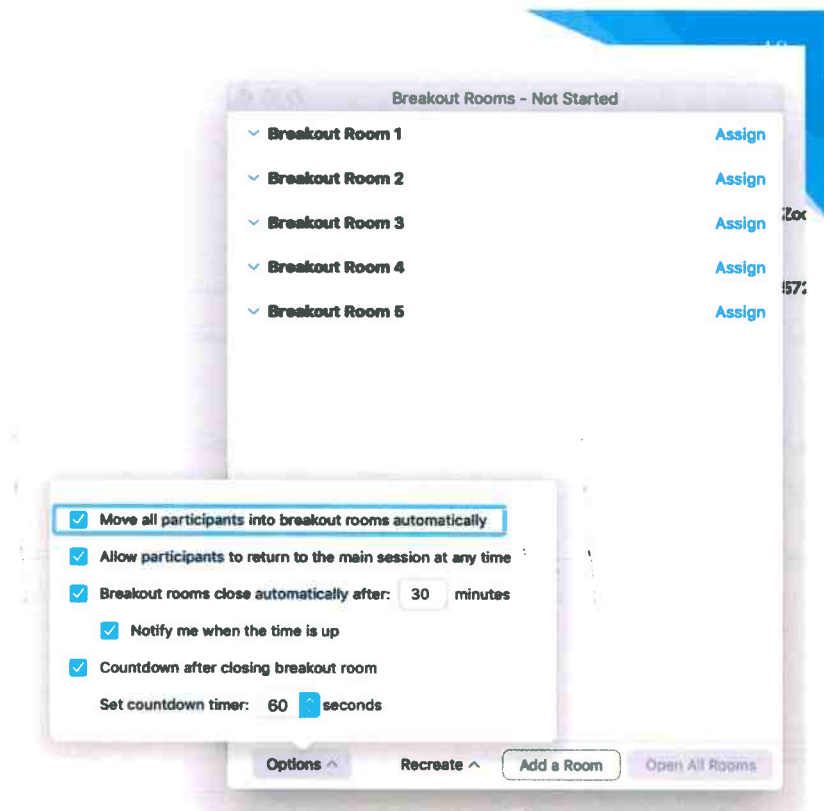 Breakout Rooms - Not Started
Breakout Room 1 Assign
Breakout Room 2 Assign
Breakout Room 3 Assign
Breakout Room 4 Assign
Breakout Room 5 Assign
Move all participants into breakout rooms automatically
Allow participants to return to the main session at any time
Breakout rooms close automatically after: 30 minutes
Notify me when the time is up
Countdown after closing breakout room
Set countdown timer: 60 seconds
Options Recreate Add a Room Open All Rooms